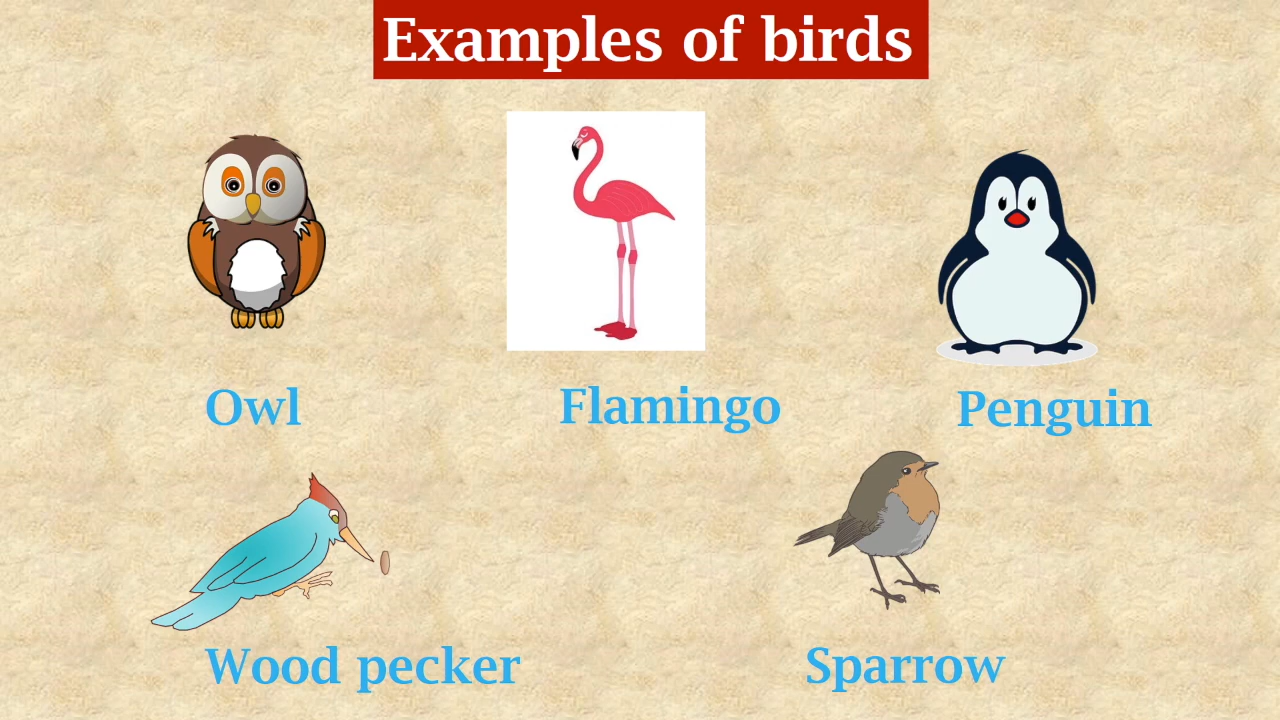 Examples of birds
Owl
Flamingo
Penguin
Wood pecker
Sparrow